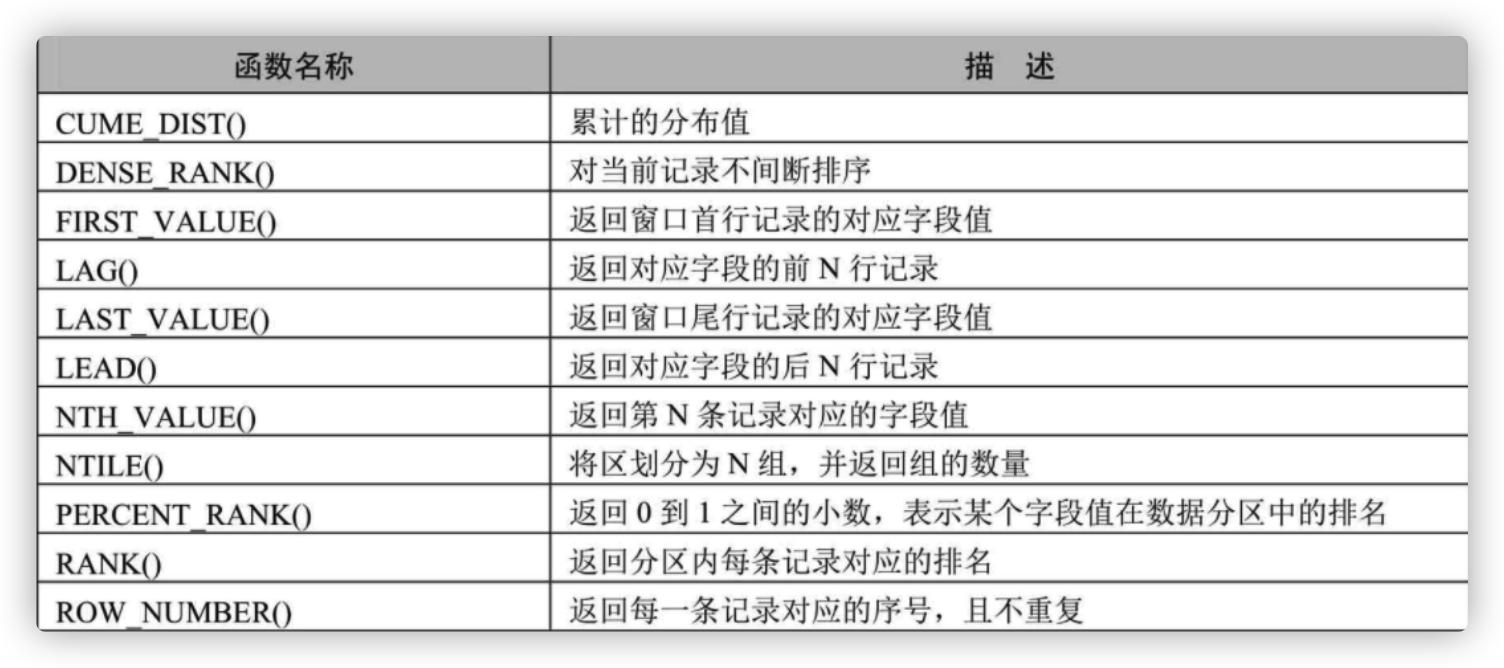 函数名称 描 述
CUME_DIST() 累计的分布值
DENSE_RANK() 对当前记录不间断排序
FIRST_VALUE() 返回窗口首行记录的对应字段值
LAG() 返回对应字段的前 N 行记录
LAST_VALUE() 返回窗口尾行记录的对应字段值
LEAD() 返回对应字段的后 N 行记录
NTH_VALUE() 返回第 N 条记录对应的字段值
NTILE() 将区划分为 N 组，并返回组的数量
PERCENT_RANK() 返回 0 到 1 之间的小数，表示某个字段值在数据分区中的排名
RANK() 返回分区内每条记录对应的排名
ROW_NUMBER() 返回每一条记录对应的序号，且不重复